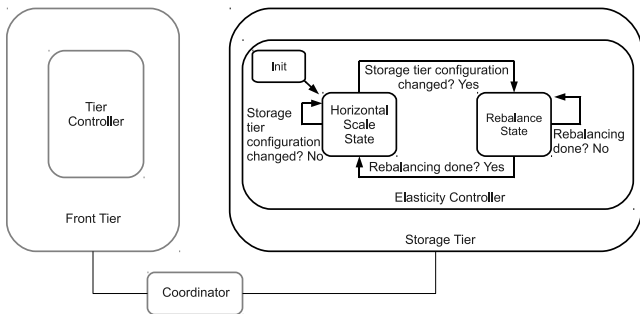 Tier
Controller
Front Tier
Init
Storage tier configuration
changed? Yes
Storage
tier
configuration
changed? No
Horizontal
Scale
State
Rebalance
State
Rebalancing
done? No
Rebalancing done? Yes
Elasticity Controller
Storage Tier
Coordinator